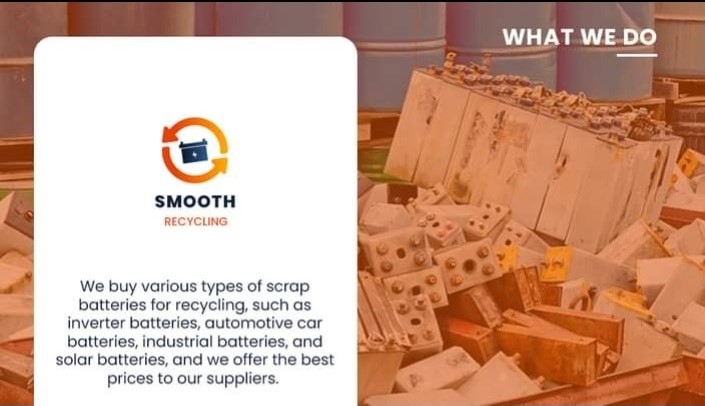 WHAT WE DO
SMOOTH
RECYCLING
We buy various types of scrap
batteries for recycling, such as
inverter batteries, automotive car
batteries, industrial batteries, and
solar batteries, and we offer the best
prices to our suppliers.